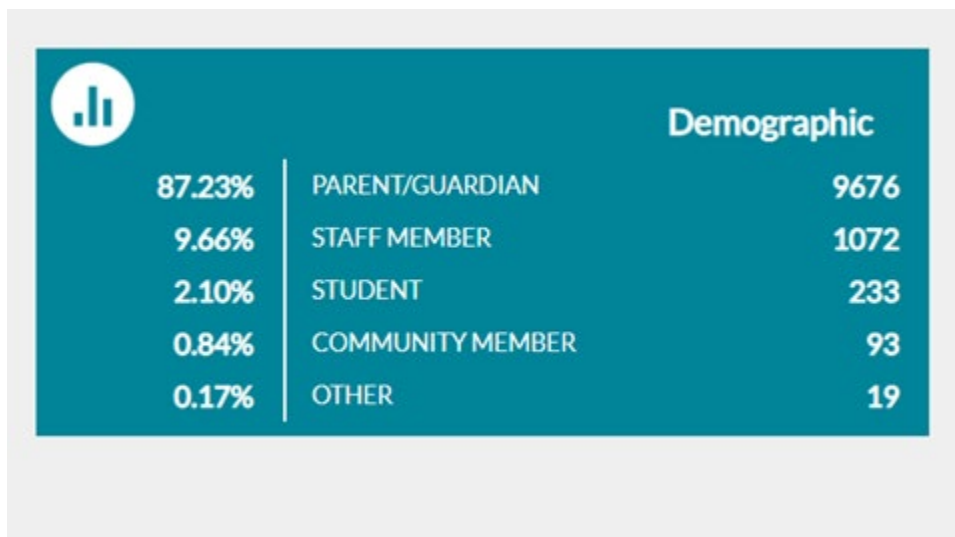 Demographic
87.23% PARENT/GUARDIAN 9676
9.66% STAFF MEMBER 1072
2.10% STUDENT 233
0.84% COMMUNITY MEMBER 93
0.17% OTHER 19